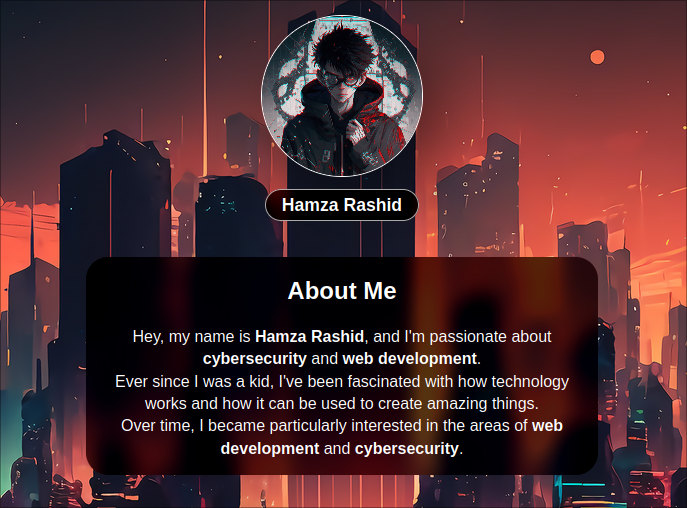 Hamza Rashid
About Me
Hey, my name is Hamza Rashid, and I'm passionate about
cybersecurity and web development.
Ever since I was a kid, I've been fascinated with how technology
works and how it can be used to create amazing things.
Over time, I became particularly interested in the areas of web
development and cybersecurity.